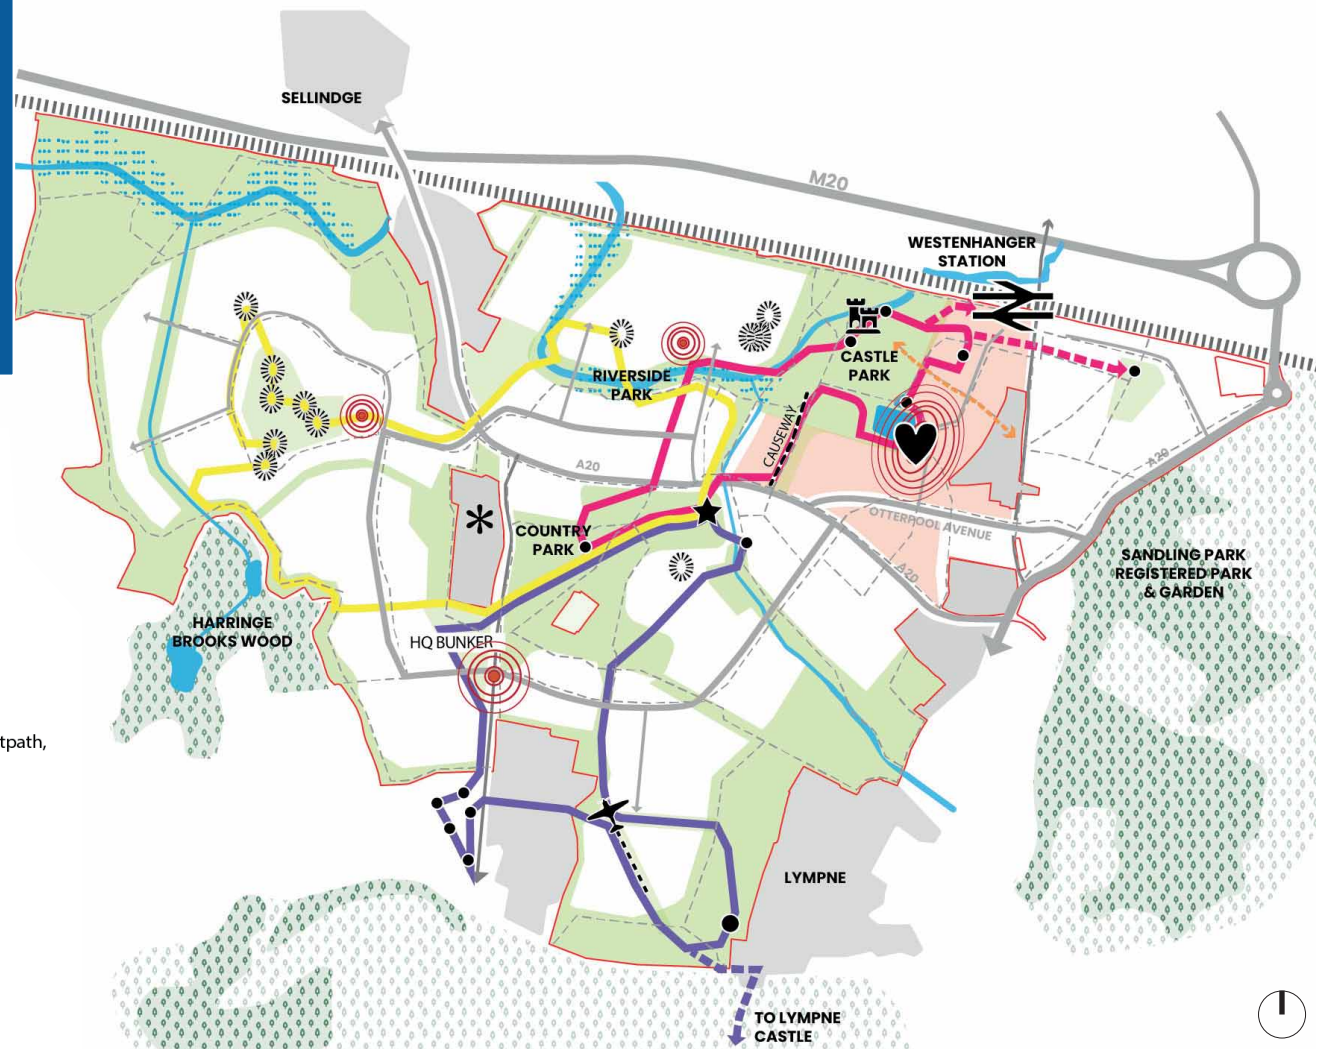 SELLINDGE
M20
WESTENHANGER
STATION
CASTLE
PARK
RIVERSIDE
PARK
CAUSEWAY
A20
A20
OTTERPOOL AVENUE
COUNTRY
PARK
SANDLING PARK
REGISTERED PARK
& GARDEN
A20
HARRINGE
BROOKS WOOD
HQ BUNKER
tpath,
LYMPNE
TO LYMPNE
CASTLE